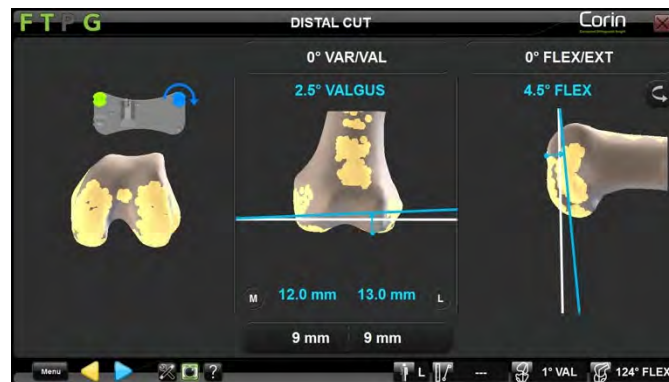 F T P G
DISTAL CUT
Corin
0° VAR/VAL
0° FLEX/EXT
2.5° VALGUS
4.5° FLEX
M 12.0 mm 13.0 mm L
9 mm 9 mm
Menu ? L --- 1° VAL 124° FLEX